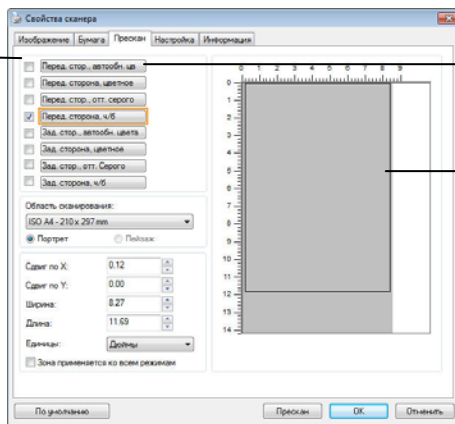 Свойства сканера
Изображение Бумага Прескан Настройка Информация
Перед. стор., автообн. цв
Перед. сторона, цветное
Перед. стор., отт. серого
Перед. сторона, ч/б
Зад. стор., автообн. цвета
Зад. сторона, цветное
Зад. стор., отт. Серого
Зад. сторона, ч/б
Область сканирования:
ISO A4 - 210 x 297 mm
Портрет Пейзаж
Сдвиг по X: 0.12
Сдвиг по Y: 0.00
Ширина: 8.27
Длина: 11.69
Единицы: Дюймы
Зона применяется ко всем режимам
0 1 2 3 4 5 6 7 8 9
0
1
2
3
4
5
6
7
8
9
10
11
12
13
14
По умолчанию Прескан OK Отменить